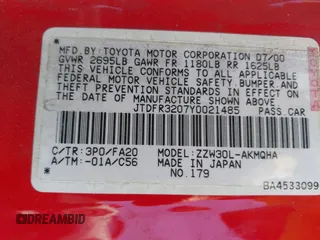 MFD.BY: TOYOTA MOTOR CORPORATION 07/00
GVWR 2695LB GAWR FR 1180LB RR 1625LB
THIS VEHICLE CONFORMS TO ALL APPLICABLE
FEDERAL MOTOR VEHICLE SAFETY, BUMPER,
AND THEFT PREVENTION STANDARDS IN EFFECT
ON THE DATE OF MANUFACTURE SHOWN ABOVE.
JTDFR3207Y0021485 PASS.CAR
C/TR: 3P0/FA20 MODEL: ZZW30L-AKMQHA
A/TM: -01A/C56 MADE IN JAPAN
NO.179
BA4533099
DREAMBID